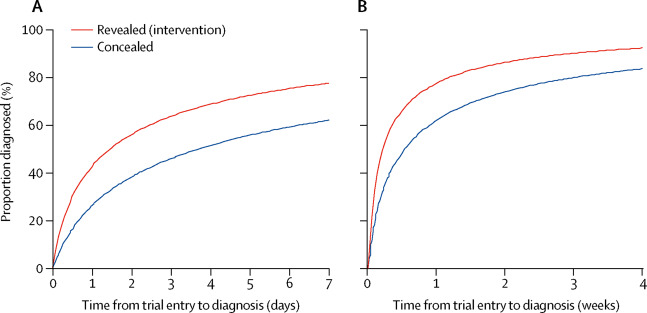 A
B
Revealed (intervention)
Concealed
Proportion diagnosed (%)
100
80
60
40
20
0
0 1 2 3 4 5 6 7
Time from trial entry to diagnosis (days)
0 1 2 3 4
Time from trial entry to diagnosis (weeks)